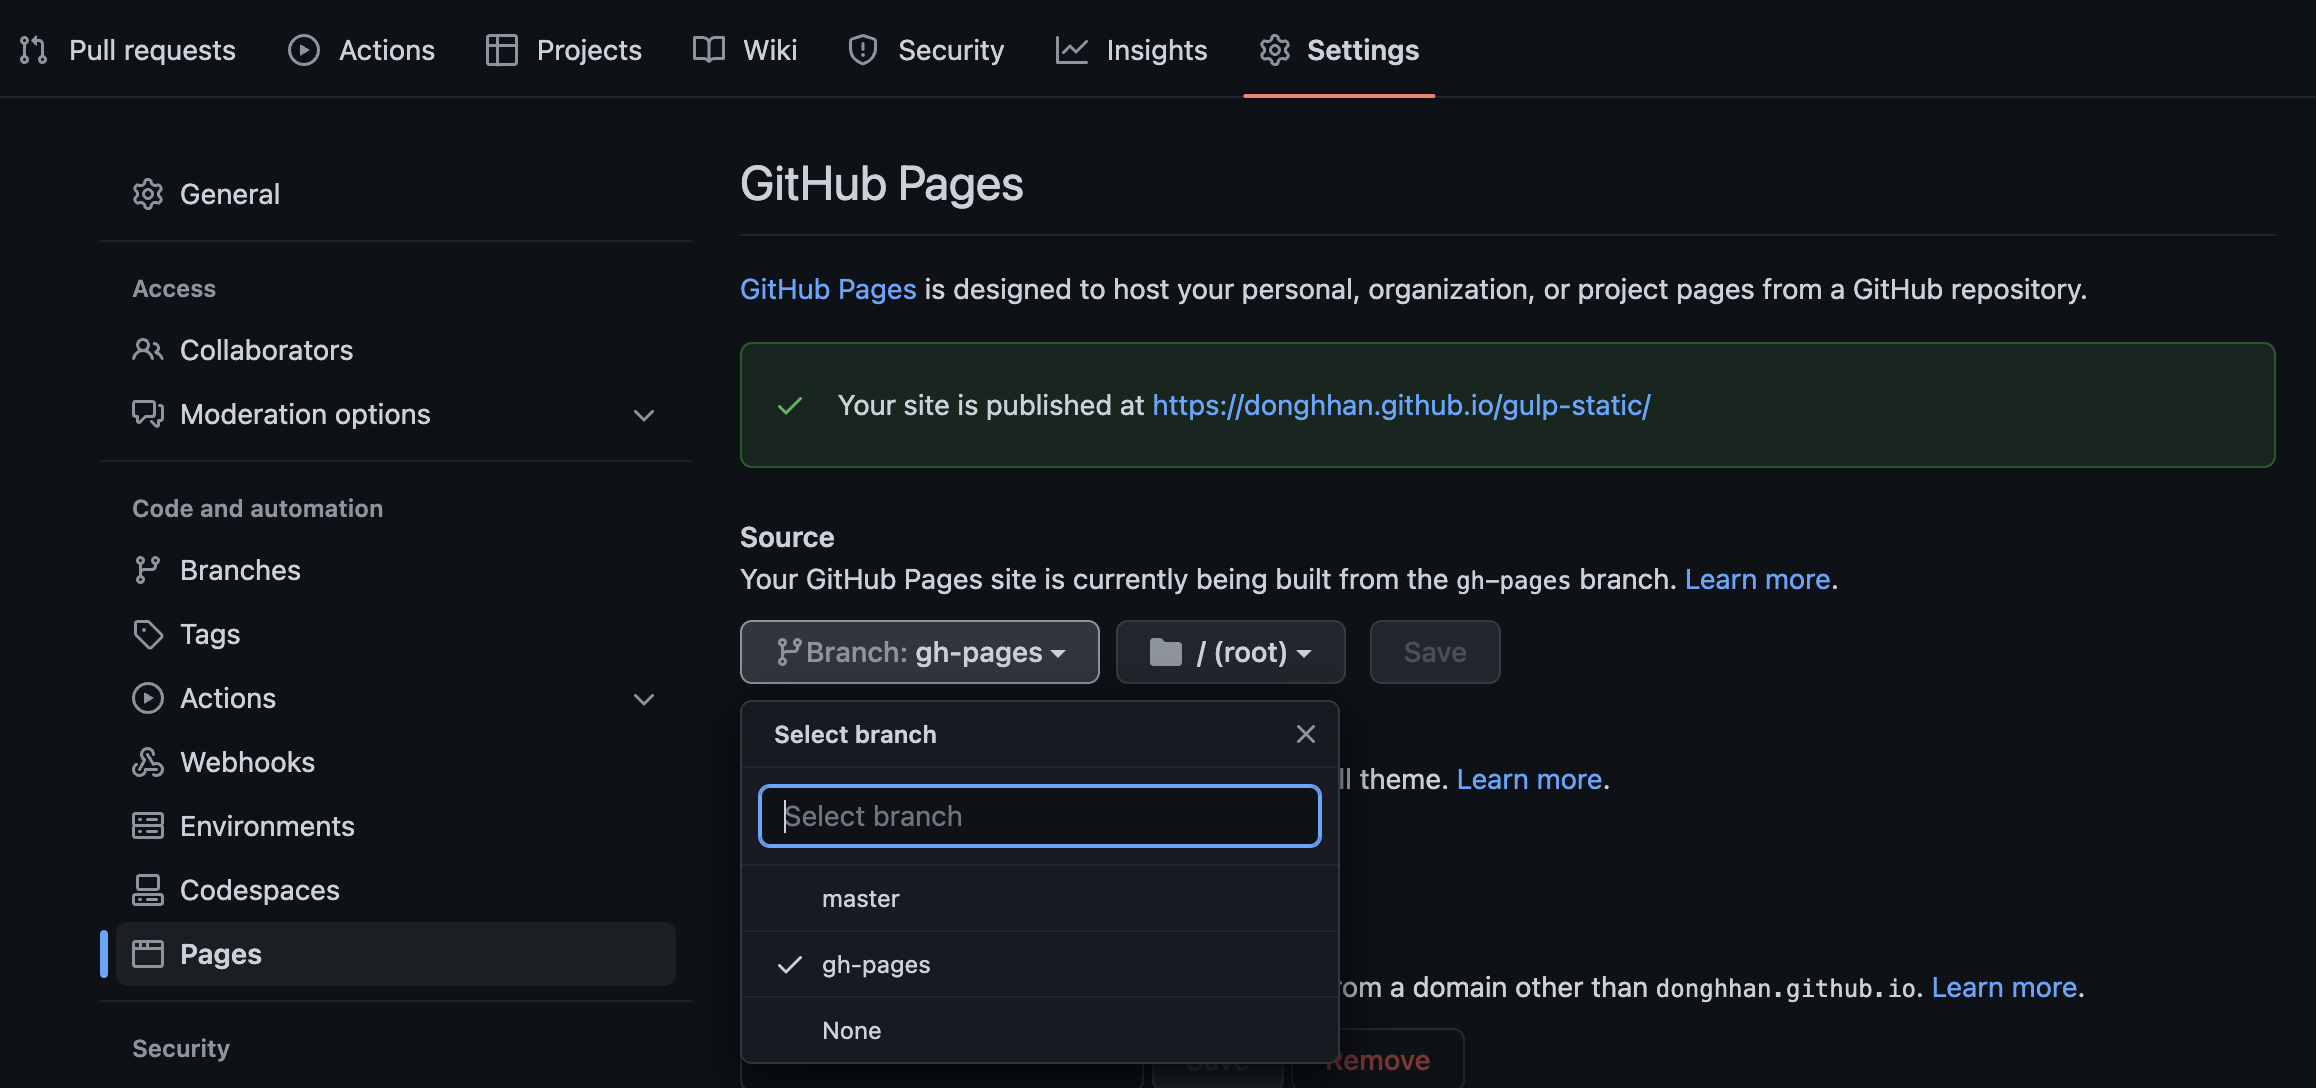 Pull requests Actions Projects Wiki Security Insights Settings
General
Access
Collaborators
Moderation options
Code and automation
Branches
Tags
Actions
Webhooks
Environments
Codespaces
Pages
Security
GitHub Pages
GitHub Pages is designed to host your personal, organization, or project pages from a GitHub repository.
Your site is published at https://donghhan.github.io/gulp-static/
Source
Your GitHub Pages site is currently being built from the gh-pages branch. Learn more.
Branch: gh-pages / (root) Save
Select branch
Select branch
master
gh-pages
None
theme. Learn more.
a domain other than donghhan.github.io. Learn more.
Save Remove